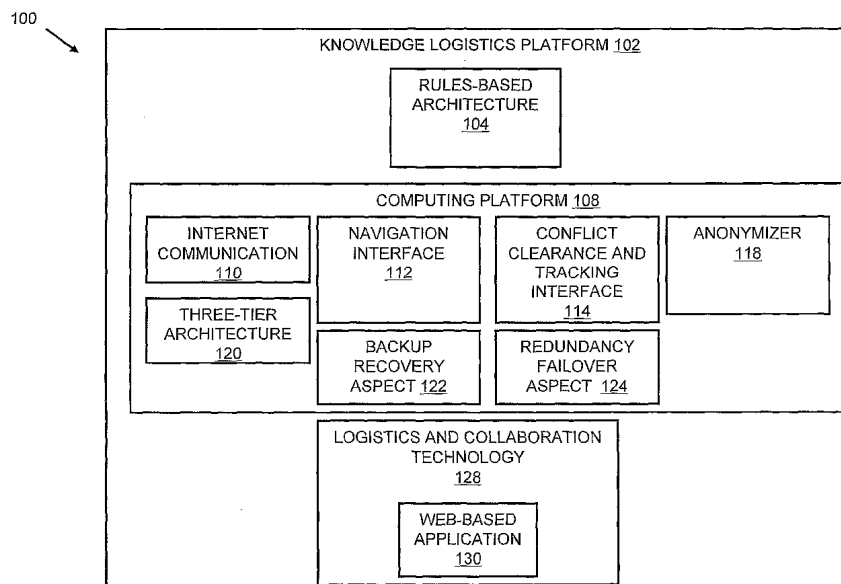 100
KNOWLEDGE LOGISTICS PLATFORM 102
RULES-BASED
ARCHITECTURE
104
COMPUTING PLATFORM 108
INTERNET
COMMUNICATION
110
NAVIGATION
INTERFACE
112
CONFLICT
CLEARANCE AND
TRACKING
INTERFACE
114
ANONYMIZER
118
THREE-TIER
ARCHITECTURE
120
BACKUP
RECOVERY
ASPECT 122
REDUNDANCY
FAILOVER
ASPECT 124
LOGISTICS AND COLLABORATION
TECHNOLOGY
128
WEB-BASED
APPLICATION
130